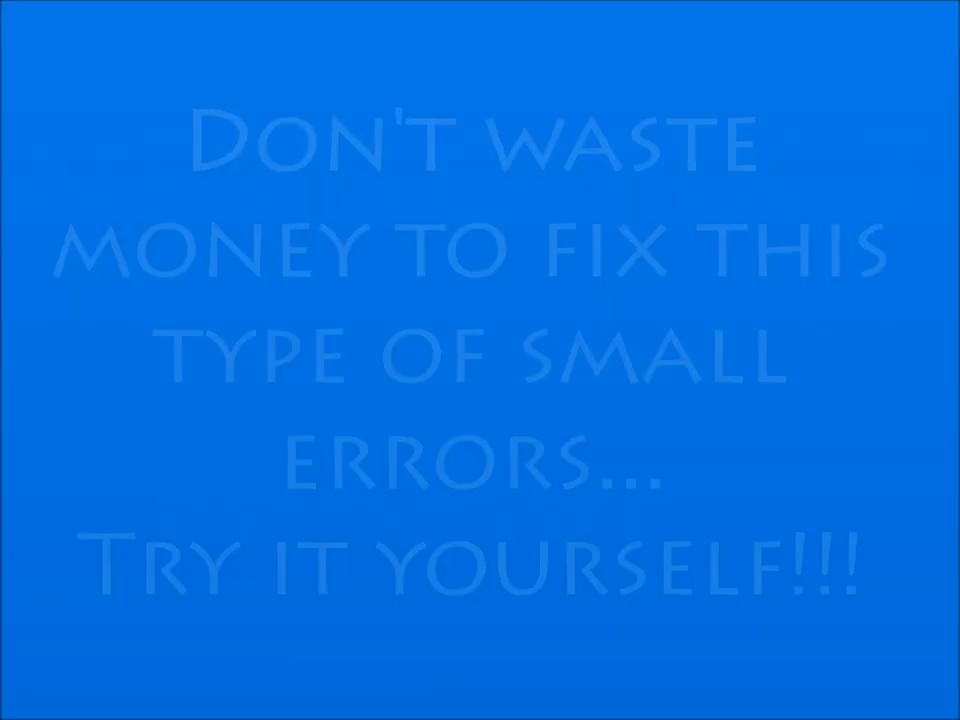 Don't waste
money to fix this
type of small
errors...
Try it yourself!!!